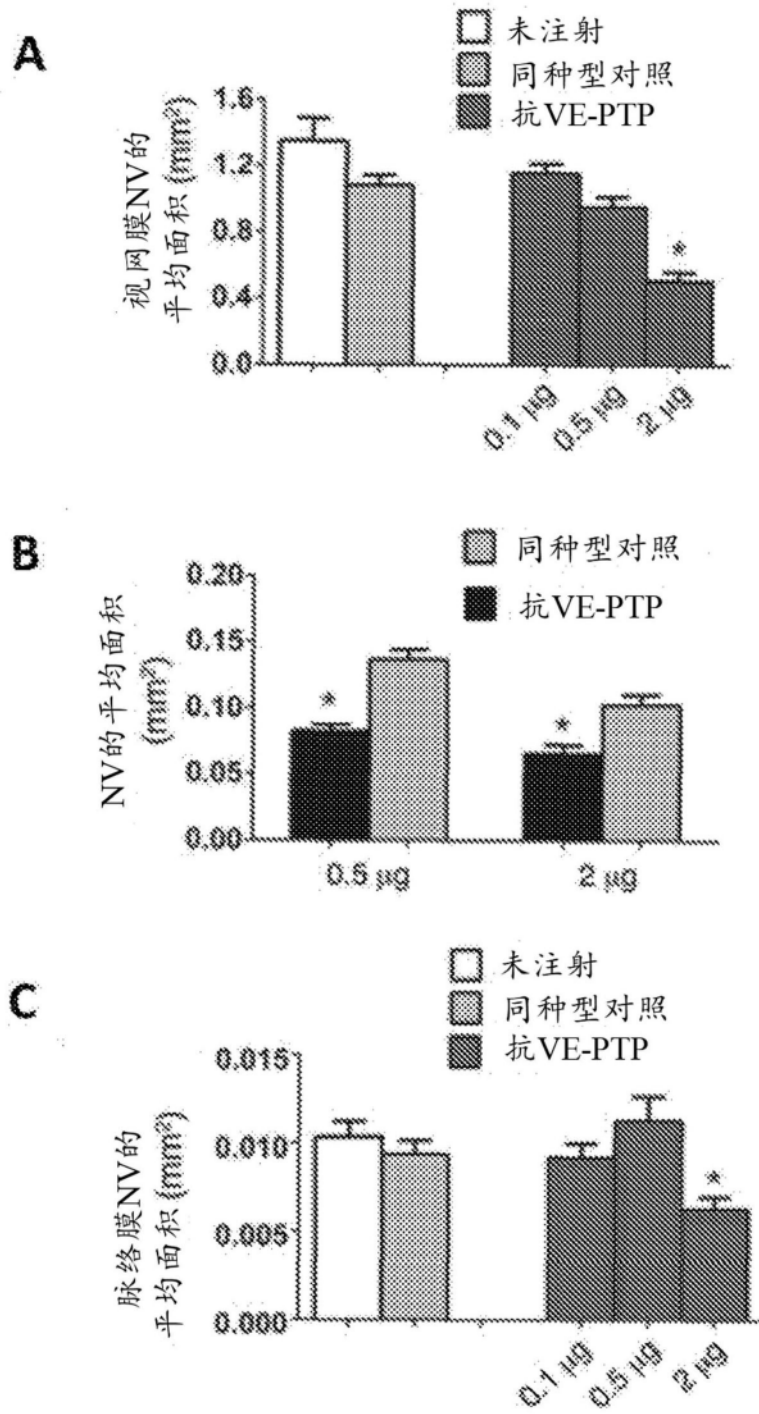 A
未注射
同种型对照
抗VE-PTP
视网膜NV的
平均面积 (mm²)
1.6
1.2
0.8
0.4
0.0
*
0.1 µg
0.5 µg
2 µg
B
同种型对照
抗VE-PTP
NV的平均面积
(mm²)
0.20
0.15
0.10
0.05
0.00
*
*
0.5 µg
2 µg
C
未注射
同种型对照
抗VE-PTP
脉络膜NV的
平均面积 (mm²)
0.015
0.010
0.005
0.000
*
0.1 µg
0.5 µg
2 µg